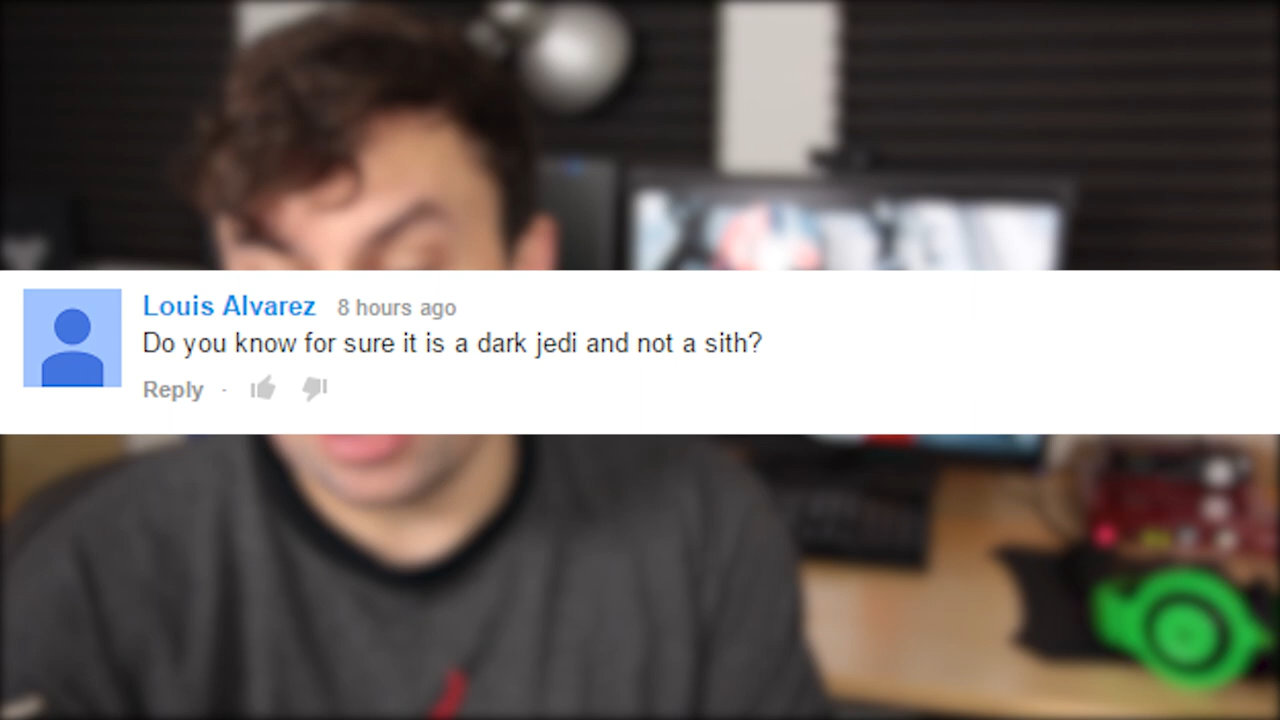 Louis Alvarez 8 hours ago
Do you know for sure it is a dark jedi and not a sith?
Reply ·